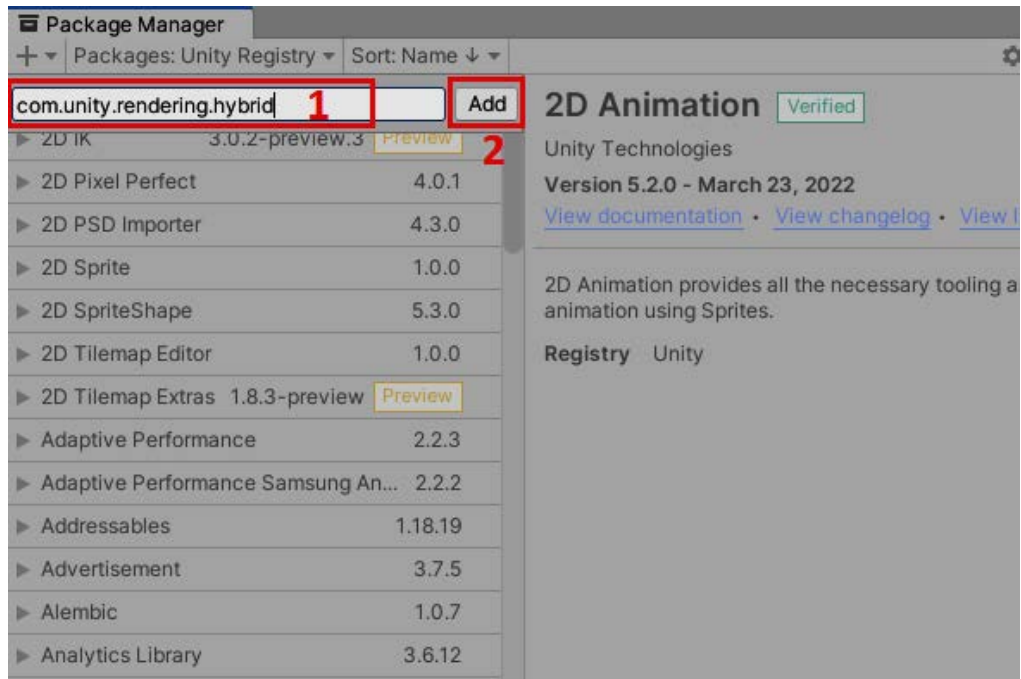 Package Manager
+ Packages: Unity Registry Sort: Name ↓
com.unity.rendering.hybrid 1 Add 2
2D Animation Verified
Unity Technologies
Version 5.2.0 - March 23, 2022
View documentation • View changelog • View l
2D Animation provides all the necessary tooling a
animation using Sprites.
Registry Unity
2D IK 3.0.2-preview.3 Preview
2D Pixel Perfect 4.0.1
2D PSD Importer 4.3.0
2D Sprite 1.0.0
2D SpriteShape 5.3.0
2D Tilemap Editor 1.0.0
2D Tilemap Extras 1.8.3-preview Preview
Adaptive Performance 2.2.3
Adaptive Performance Samsung An... 2.2.2
Addressables 1.18.19
Advertisement 3.7.5
Alembic 1.0.7
Analytics Library 3.6.12